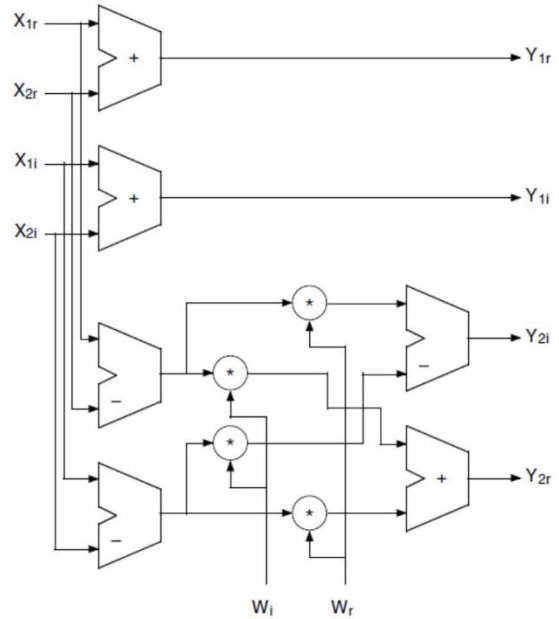 X1r
+
Y1r
X2r
X1i
+
Y1i
X2i
*
Y2i
*
−
−
*
+
Y2r
*
−
Wi
Wr